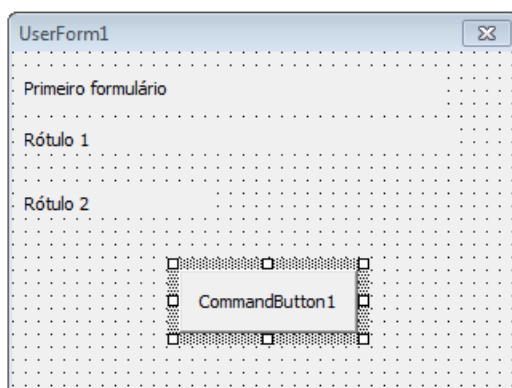 UserForm1
Primeiro formulário
Rótulo 1
Rótulo 2
CommandButton1